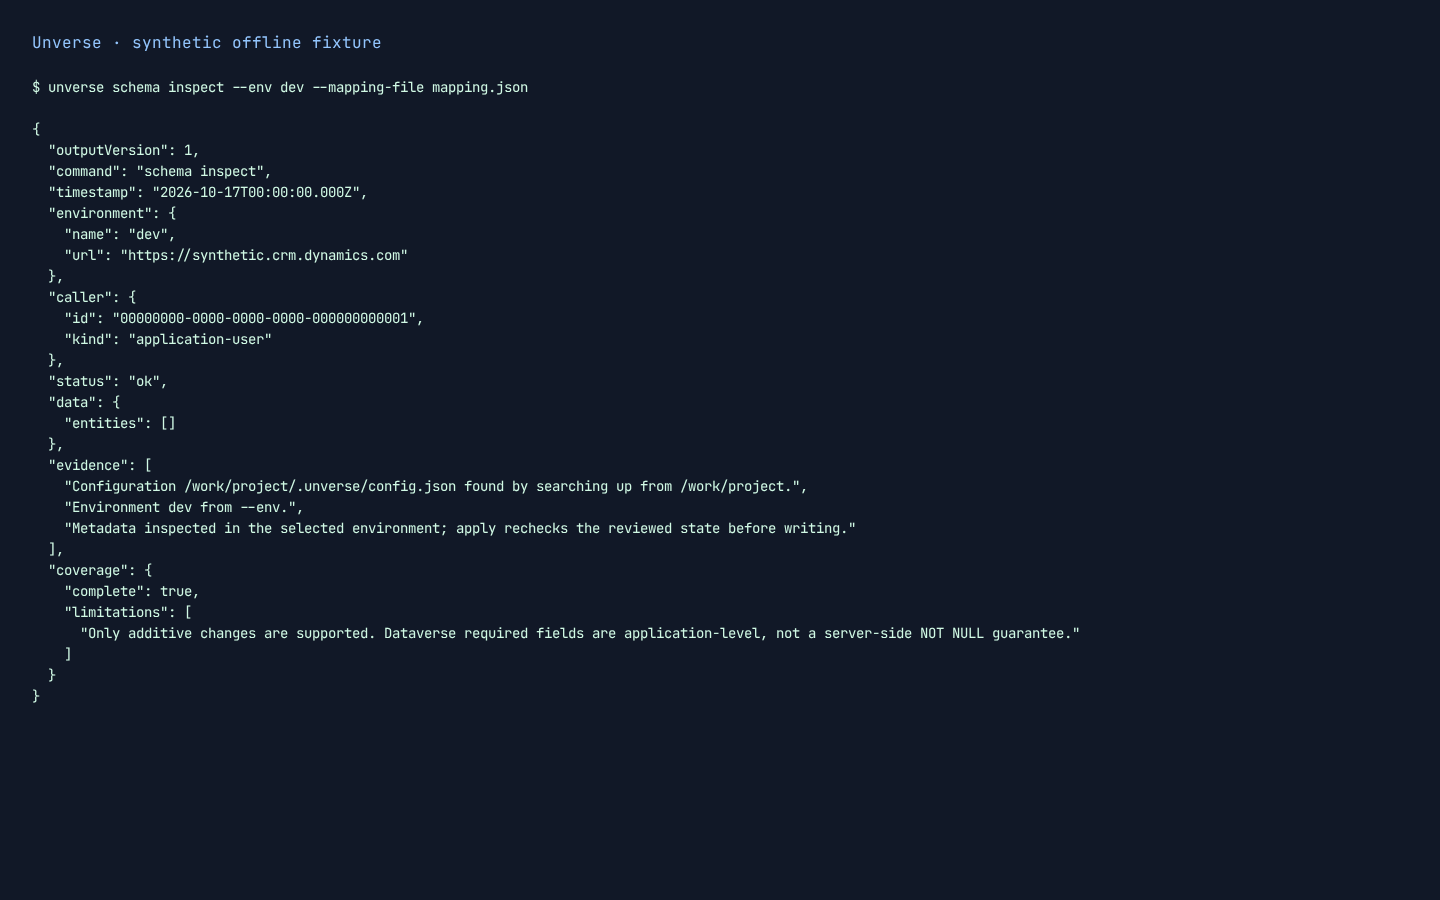 Unverse · synthetic offline fixture
$ unverse schema inspect --env dev --mapping-file mapping.json
{
  "outputVersion": 1,
  "command": "schema inspect",
  "timestamp": "2026-10-17T00:00:00.000Z",
  "environment": {
    "name": "dev",
    "url": "https://synthetic.crm.dynamics.com"
  },
  "caller": {
    "id": "00000000-0000-0000-0000-000000000001",
    "kind": "application-user"
  },
  "status": "ok",
  "data": {
    "entities": []
  },
  "evidence": [
    "Configuration /work/project/.unverse/config.json found by searching up from /work/project.",
    "Environment dev from --env.",
    "Metadata inspected in the selected environment; apply rechecks the reviewed state before writing."
  ],
  "coverage": {
    "complete": true,
    "limitations": [
      "Only additive changes are supported. Dataverse required fields are application-level, not a server-side NOT NULL guarantee."
    ]
  }
}